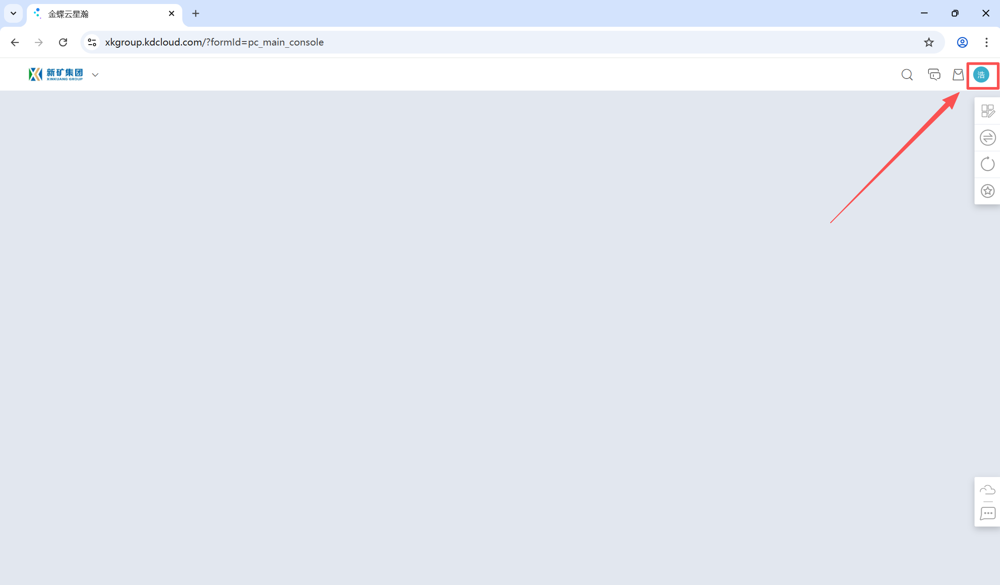 金蝶云星瀚
xkgroup.kdcloud.com/?formId=pc_main_console
新矿集团
XINKUANG GROUP
浩